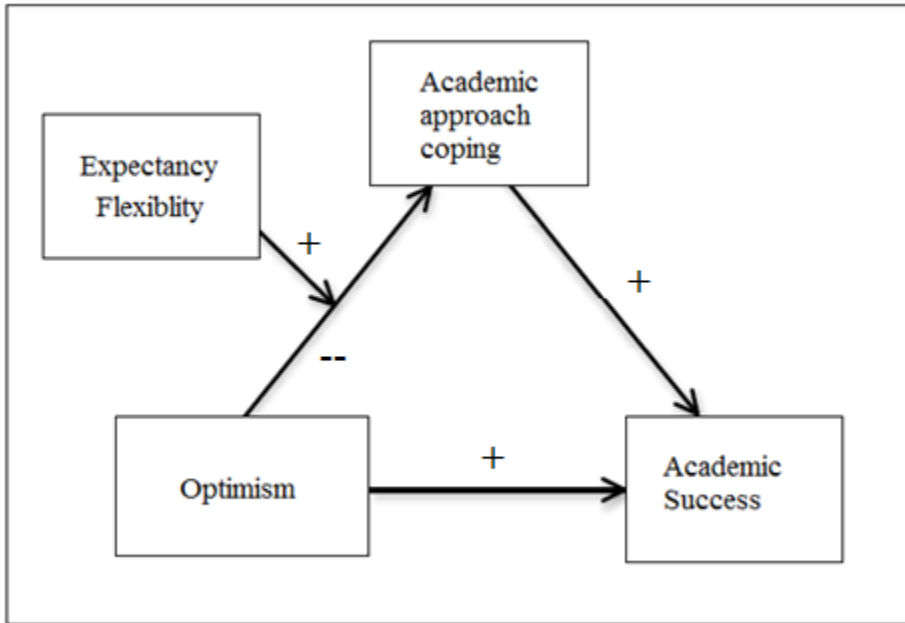 Academic
approach
coping
Expectancy
Flexiblity
+
+
--
+
Optimism
Academic
Success